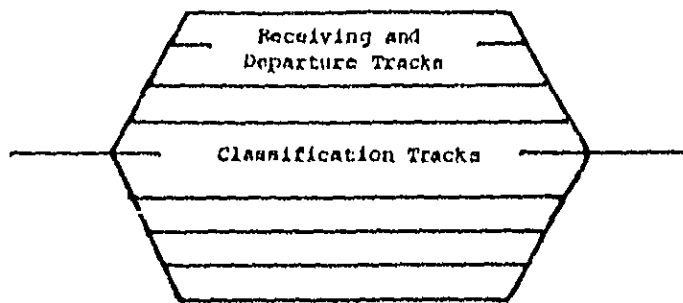 Receiving and
Departure Tracks
Classification Tracks